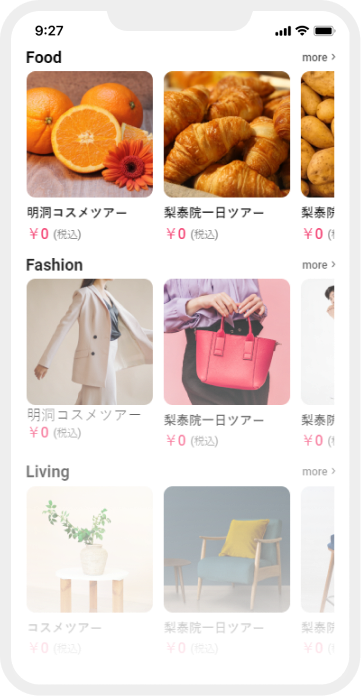 9:27
Food more >
明洞コスメツアー 梨泰院一日ツアー 梨泰院
￥0 (税込) ￥0 (税込) ￥0 (
Fashion more >
明洞コスメツアー 梨泰院一日ツアー 梨泰院
￥0 (税込) ￥0 (税込) ￥0 (
Living more >
コスメツアー 梨泰院一日ツアー 梨泰院
￥0 (税込) ￥0 (税込) ￥0 (